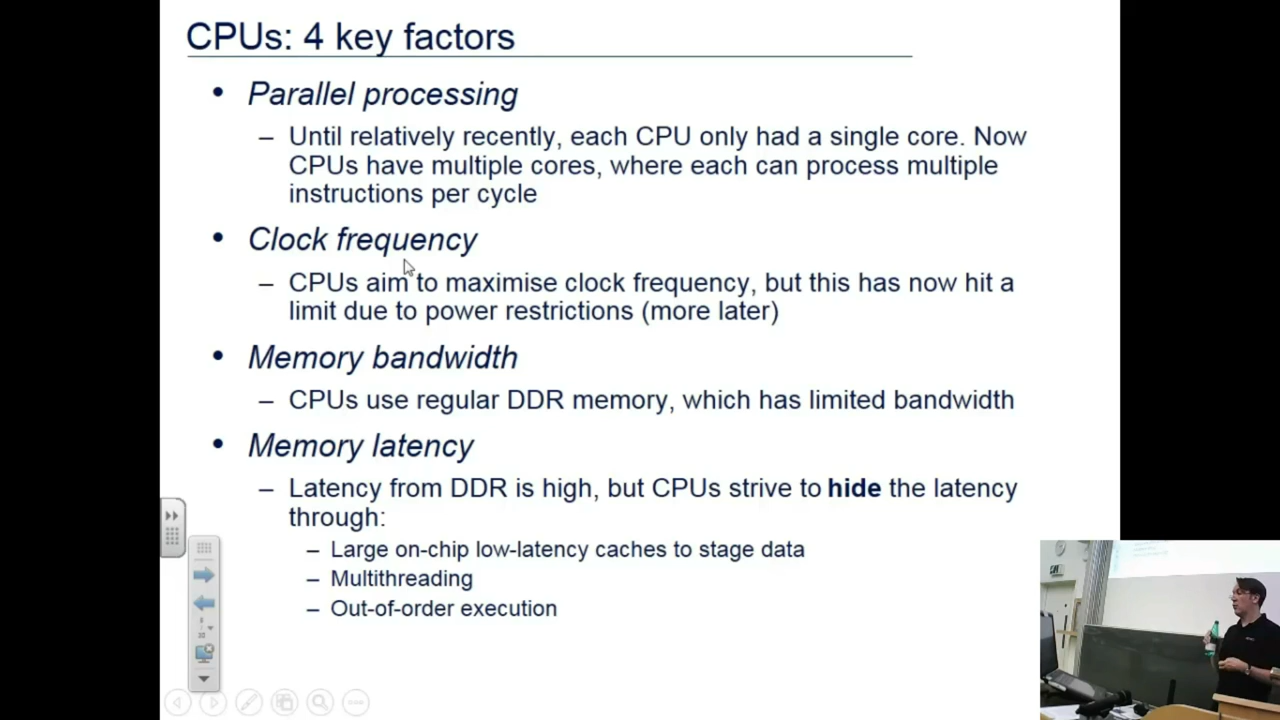 CPUs: 4 key factors
• Parallel processing
– Until relatively recently, each CPU only had a single core. Now
CPUs have multiple cores, where each can process multiple
instructions per cycle
• Clock frequency
– CPUs aim to maximise clock frequency, but this has now hit a
limit due to power restrictions (more later)
• Memory bandwidth
– CPUs use regular DDR memory, which has limited bandwidth
• Memory latency
– Latency from DDR is high, but CPUs strive to hide the latency
through:
– Large on-chip low-latency caches to stage data
– Multithreading
– Out-of-order execution